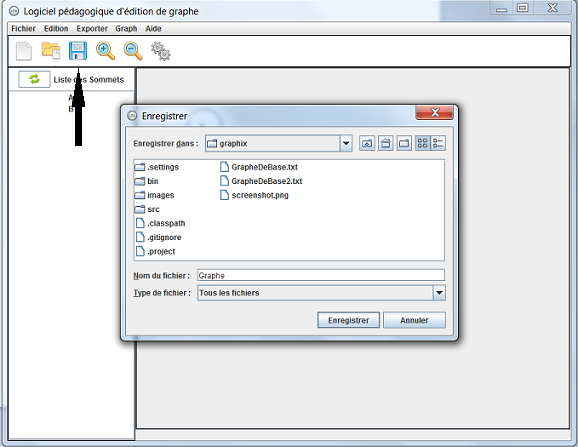 Logiciel pédagogique d'édition de graphe
Fichier Edition Exporter Graph Aide
Liste des Sommets
Enregistrer
Enregistrer dans : graphix
.settings GrapheDeBase.txt
bin GrapheDeBase2.txt
images screenshot.png
src
.classpath
.gitignore
.project
Nom du fichier : Graphe
Type de fichier : Tous les fichiers
Enregistrer Annuler